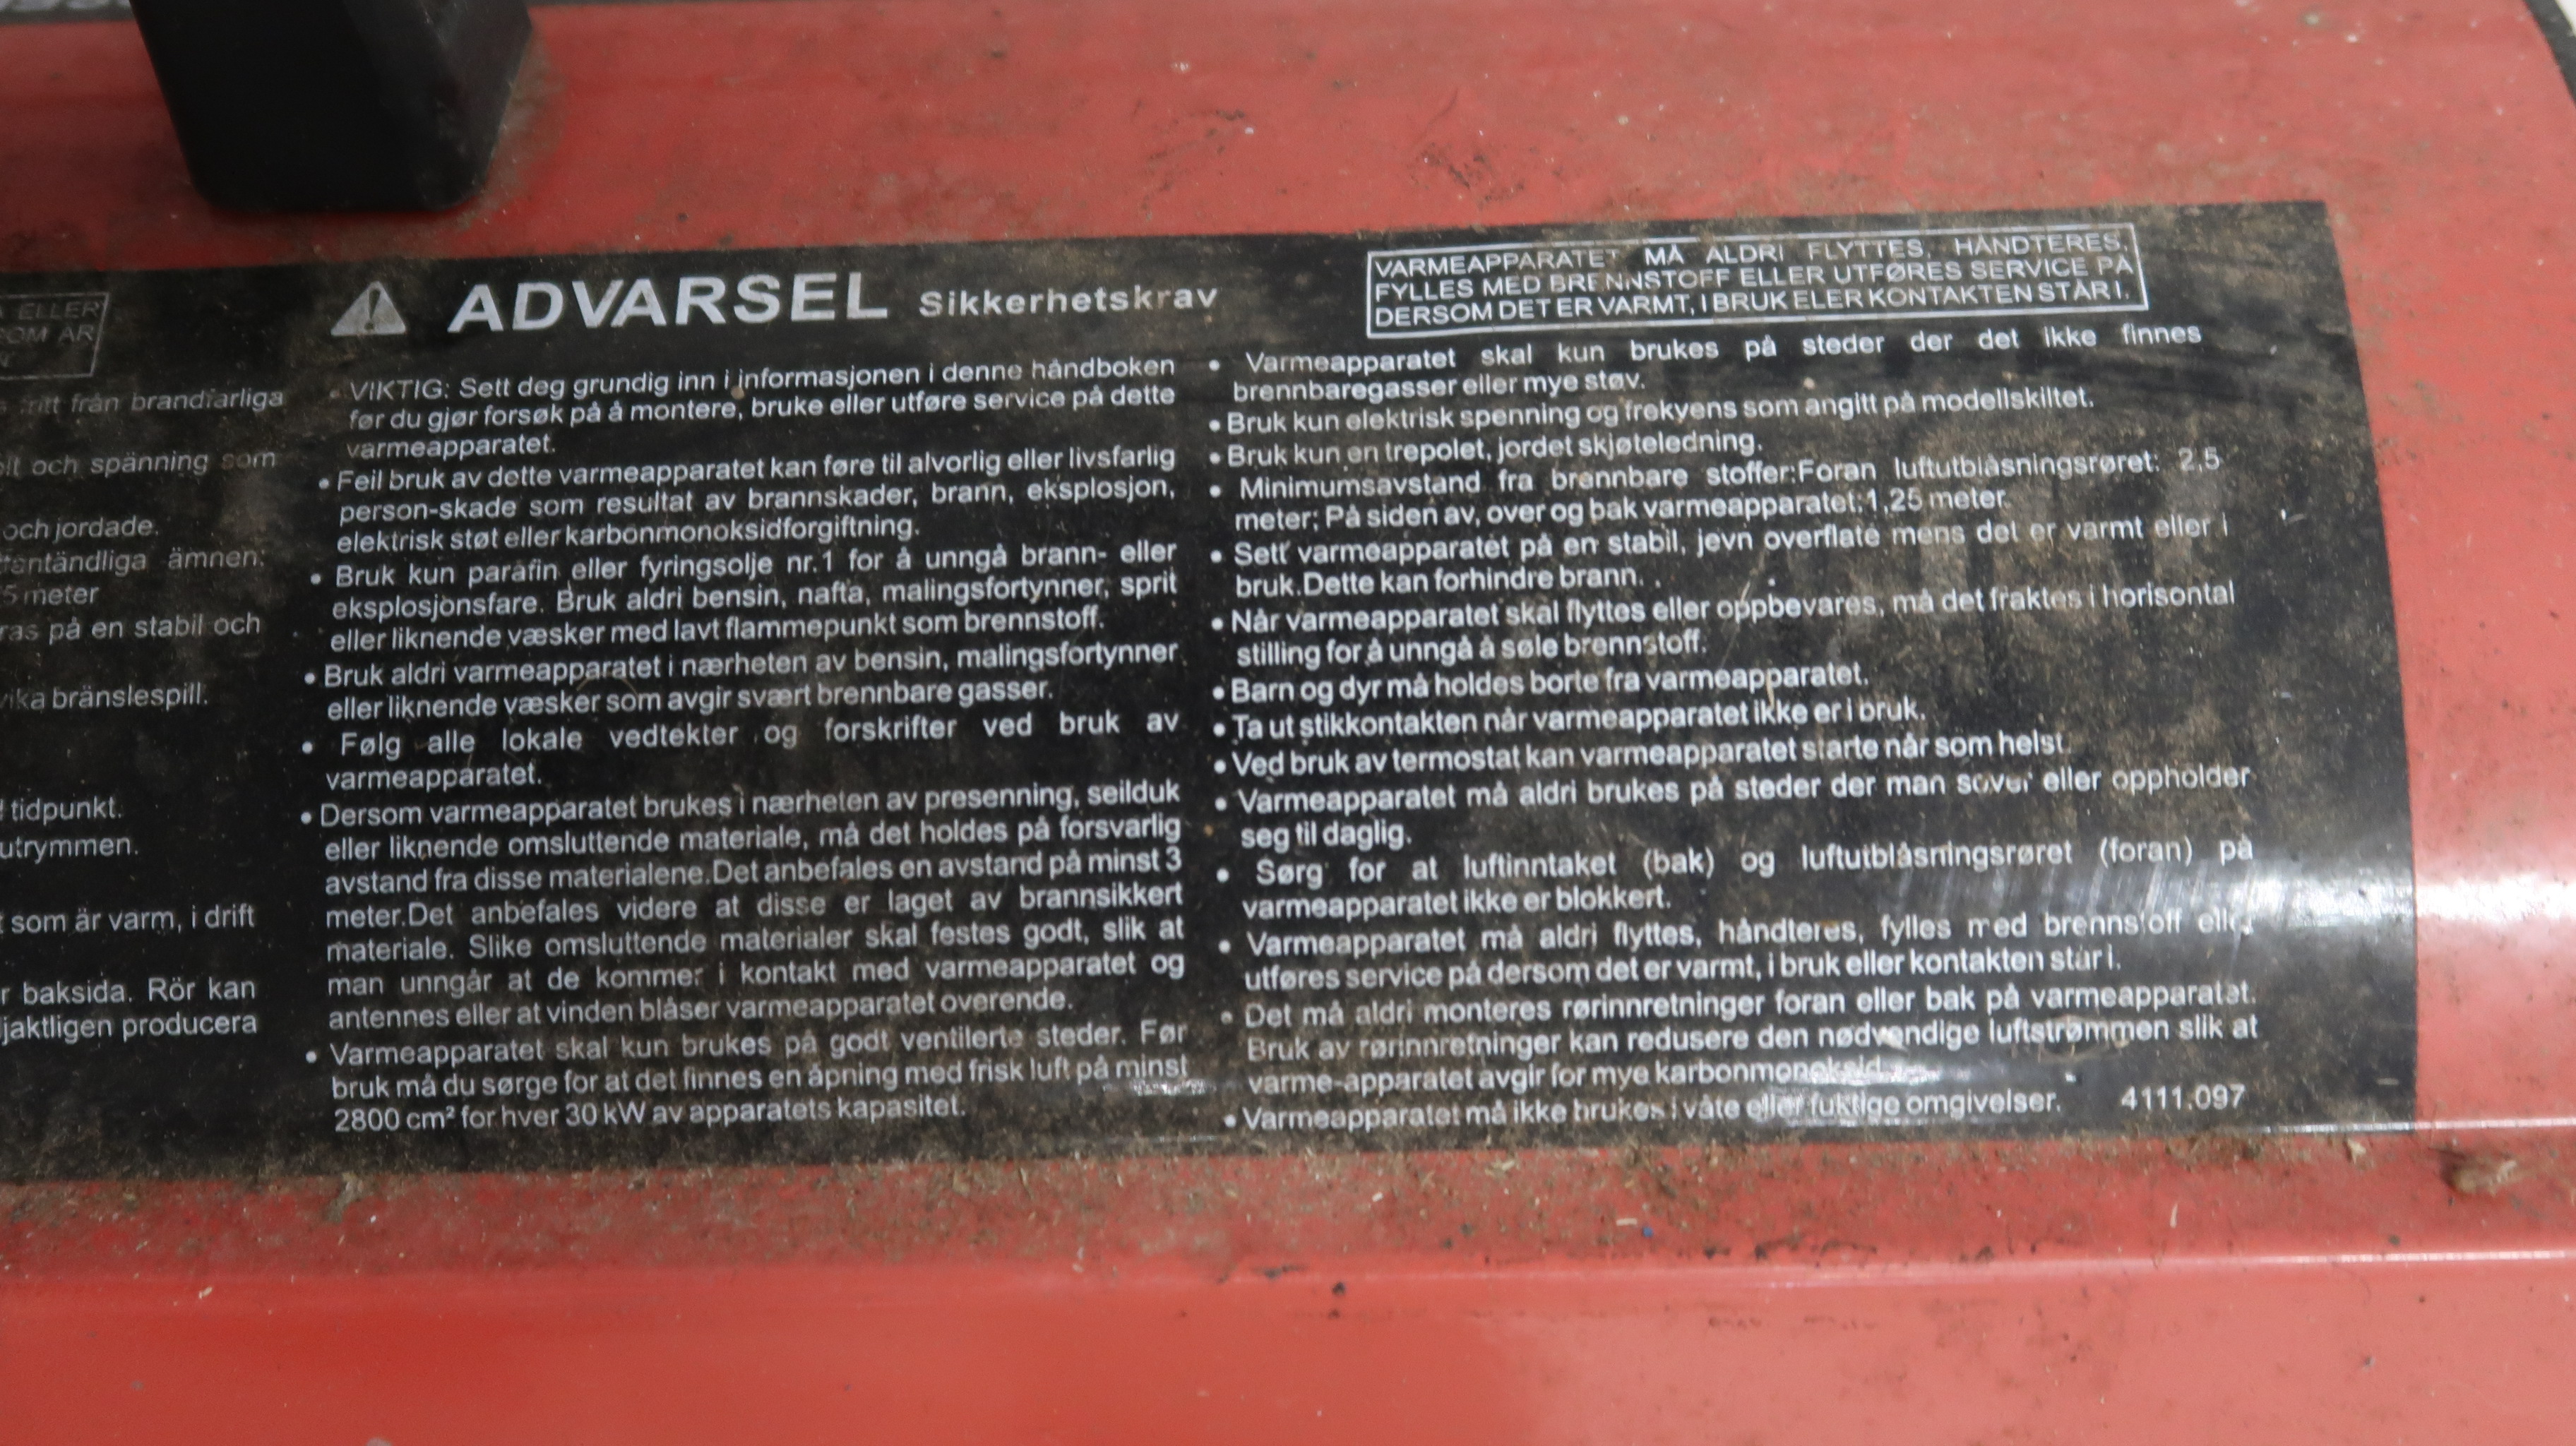 ELLER
OM ÄR
fritt från brandfarliga
och spänning som
och jordade.
ämnen:
5 meter
på en stabil och
bränslespill.
tidpunkt.
utrymmen.
som är varm, i drift
baksida. Rör kan
producera
ADVARSEL Sikkerhetskrav
• VIKTIG: Sett deg grundig inn i informasjonen i denne håndboken
før du gjør forsøk på å montere, bruke eller utføre service på dette
varmeapparatet.
• Feil bruk av dette varmeapparatet kan føre til alvorlig eller livsfarlig
person-skade som resultat av brannskader, brann, eksplosjon,
elektrisk støt eller karbonmonoksidforgiftning.
• Bruk kun parafin eller fyringsolje nr.1 for å unngå brann- eller
eksplosjonsfare. Bruk aldri bensin, nafta, malingsfortynner, sprit
eller liknende væsker med lavt flammepunkt som brennstoff.
• Bruk aldri varmeapparatet i nærheten av bensin, malingsfortynner
eller liknende væsker som avgir svært brennbare gasser.
• Følg alle lokale vedtekter og forskrifter ved bruk av
varmeapparatet.
• Dersom varmeapparatet brukes i nærheten av presenning, seilduk
eller liknende omsluttende materiale, må det holdes på forsvarlig
avstand fra disse materialene.Det anbefales en avstand på minst 3
meter.Det anbefales videre at disse er laget av brannsikkert
materiale. Slike omsluttende materialer skal festes godt, slik at
man unngår at de kommer i kontakt med varmeapparatet og
antennes eller at vinden blåser varmeapparatet overende.
• Varmeapparatet skal kun brukes på godt ventilerte steder. Før
bruk må du sørge for at det finnes en åpning med frisk luft på minst
2800 cm² for hver 30 kW av apparatets kapasitet.
VARMEAPPARATET MÅ ALDRI FLYTTES, HÅNDTERES,
FYLLES MED BRENNSTOFF ELLER UTFØRES SERVICE PÅ
DERSOM DET ER VARMT, I BRUK ELER KONTAKTEN STÅR I.
• Varmeapparatet skal kun brukes på steder der det ikke finnes
brennbaregasser eller mye støv.
• Bruk kun elektrisk spenning og frekyens som angitt på modellskiltet.
• Bruk kun en trepolet, jordet skjøteledning.
• Minimumsavstand fra brennbare stoffer:Foran luftutblåsningsrøret: 2,5
meter; På siden av, over og bak varmeapparatet:1,25 meter.
• Sett varmeapparatet på en stabil, jevn overflate mens det er varmt eller i
bruk.Dette kan forhindre brann.
• Når varmeapparatet skal flyttes eller oppbevares, må det fraktes i horisontal
stilling for å unngå å søle brennstoff.
• Barn og dyr må holdes borte fra varmeapparatet.
• Ta ut stikkontakten når varmeapparatet ikke er i bruk.
• Ved bruk av termostat kan varmeapparatet starte når som helst.
• Varmeapparatet må aldri brukes på steder der man sover eller oppholder
seg til daglig.
• Sørg for at luftinntaket (bak) og luftutblåsningsrøret (foran) på
varmeapparatet ikke er blokkert.
• Varmeapparatet må aldri flyttes, håndteres, fylles med brennstoff eller
utføres service på dersom det er varmt, i bruk eller kontakten står i.
• Det må aldri monteres rørinnretninger foran eller bak på varmeapparatet.
Bruk av rørinnretninger kan redusere den nødvendige luftstrømmen slik at
varme-apparatet avgir for mye karbonmonoksid.
• Varmeapparatet må ikke brukes i våte eller fuktige omgivelser. 4111.097